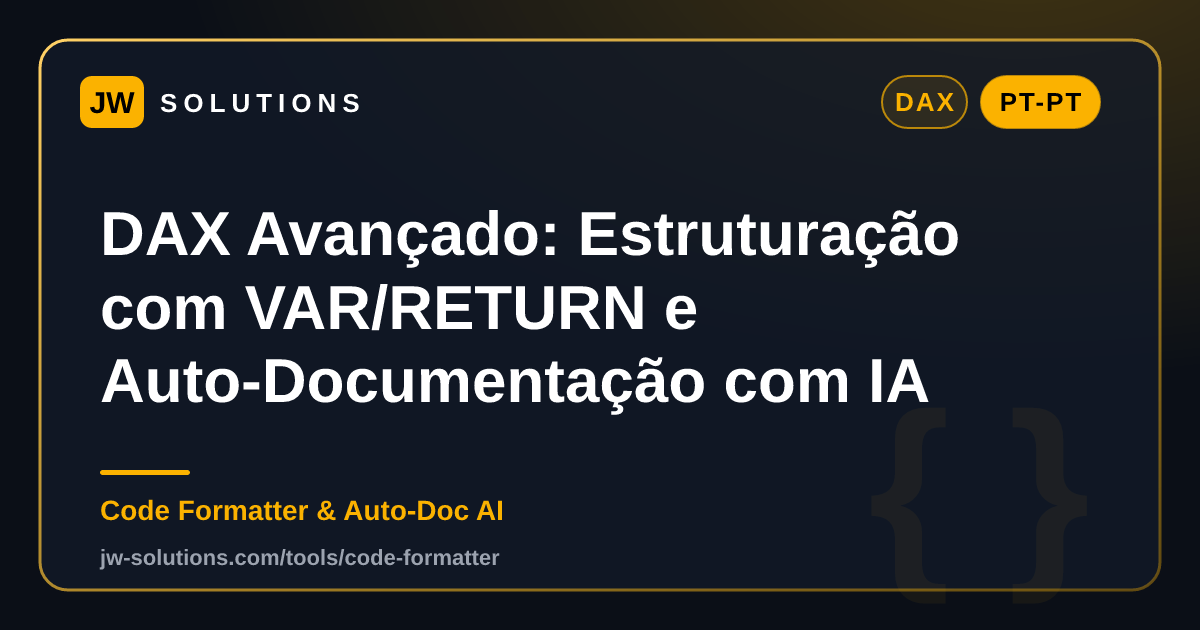 JW SOLUTIONS
DAX PT-PT
DAX Avançado: Estruturação
com VAR/RETURN e
Auto-Documentação com IA
{ }
Code Formatter & Auto-Doc AI
jw-solutions.com/tools/code-formatter